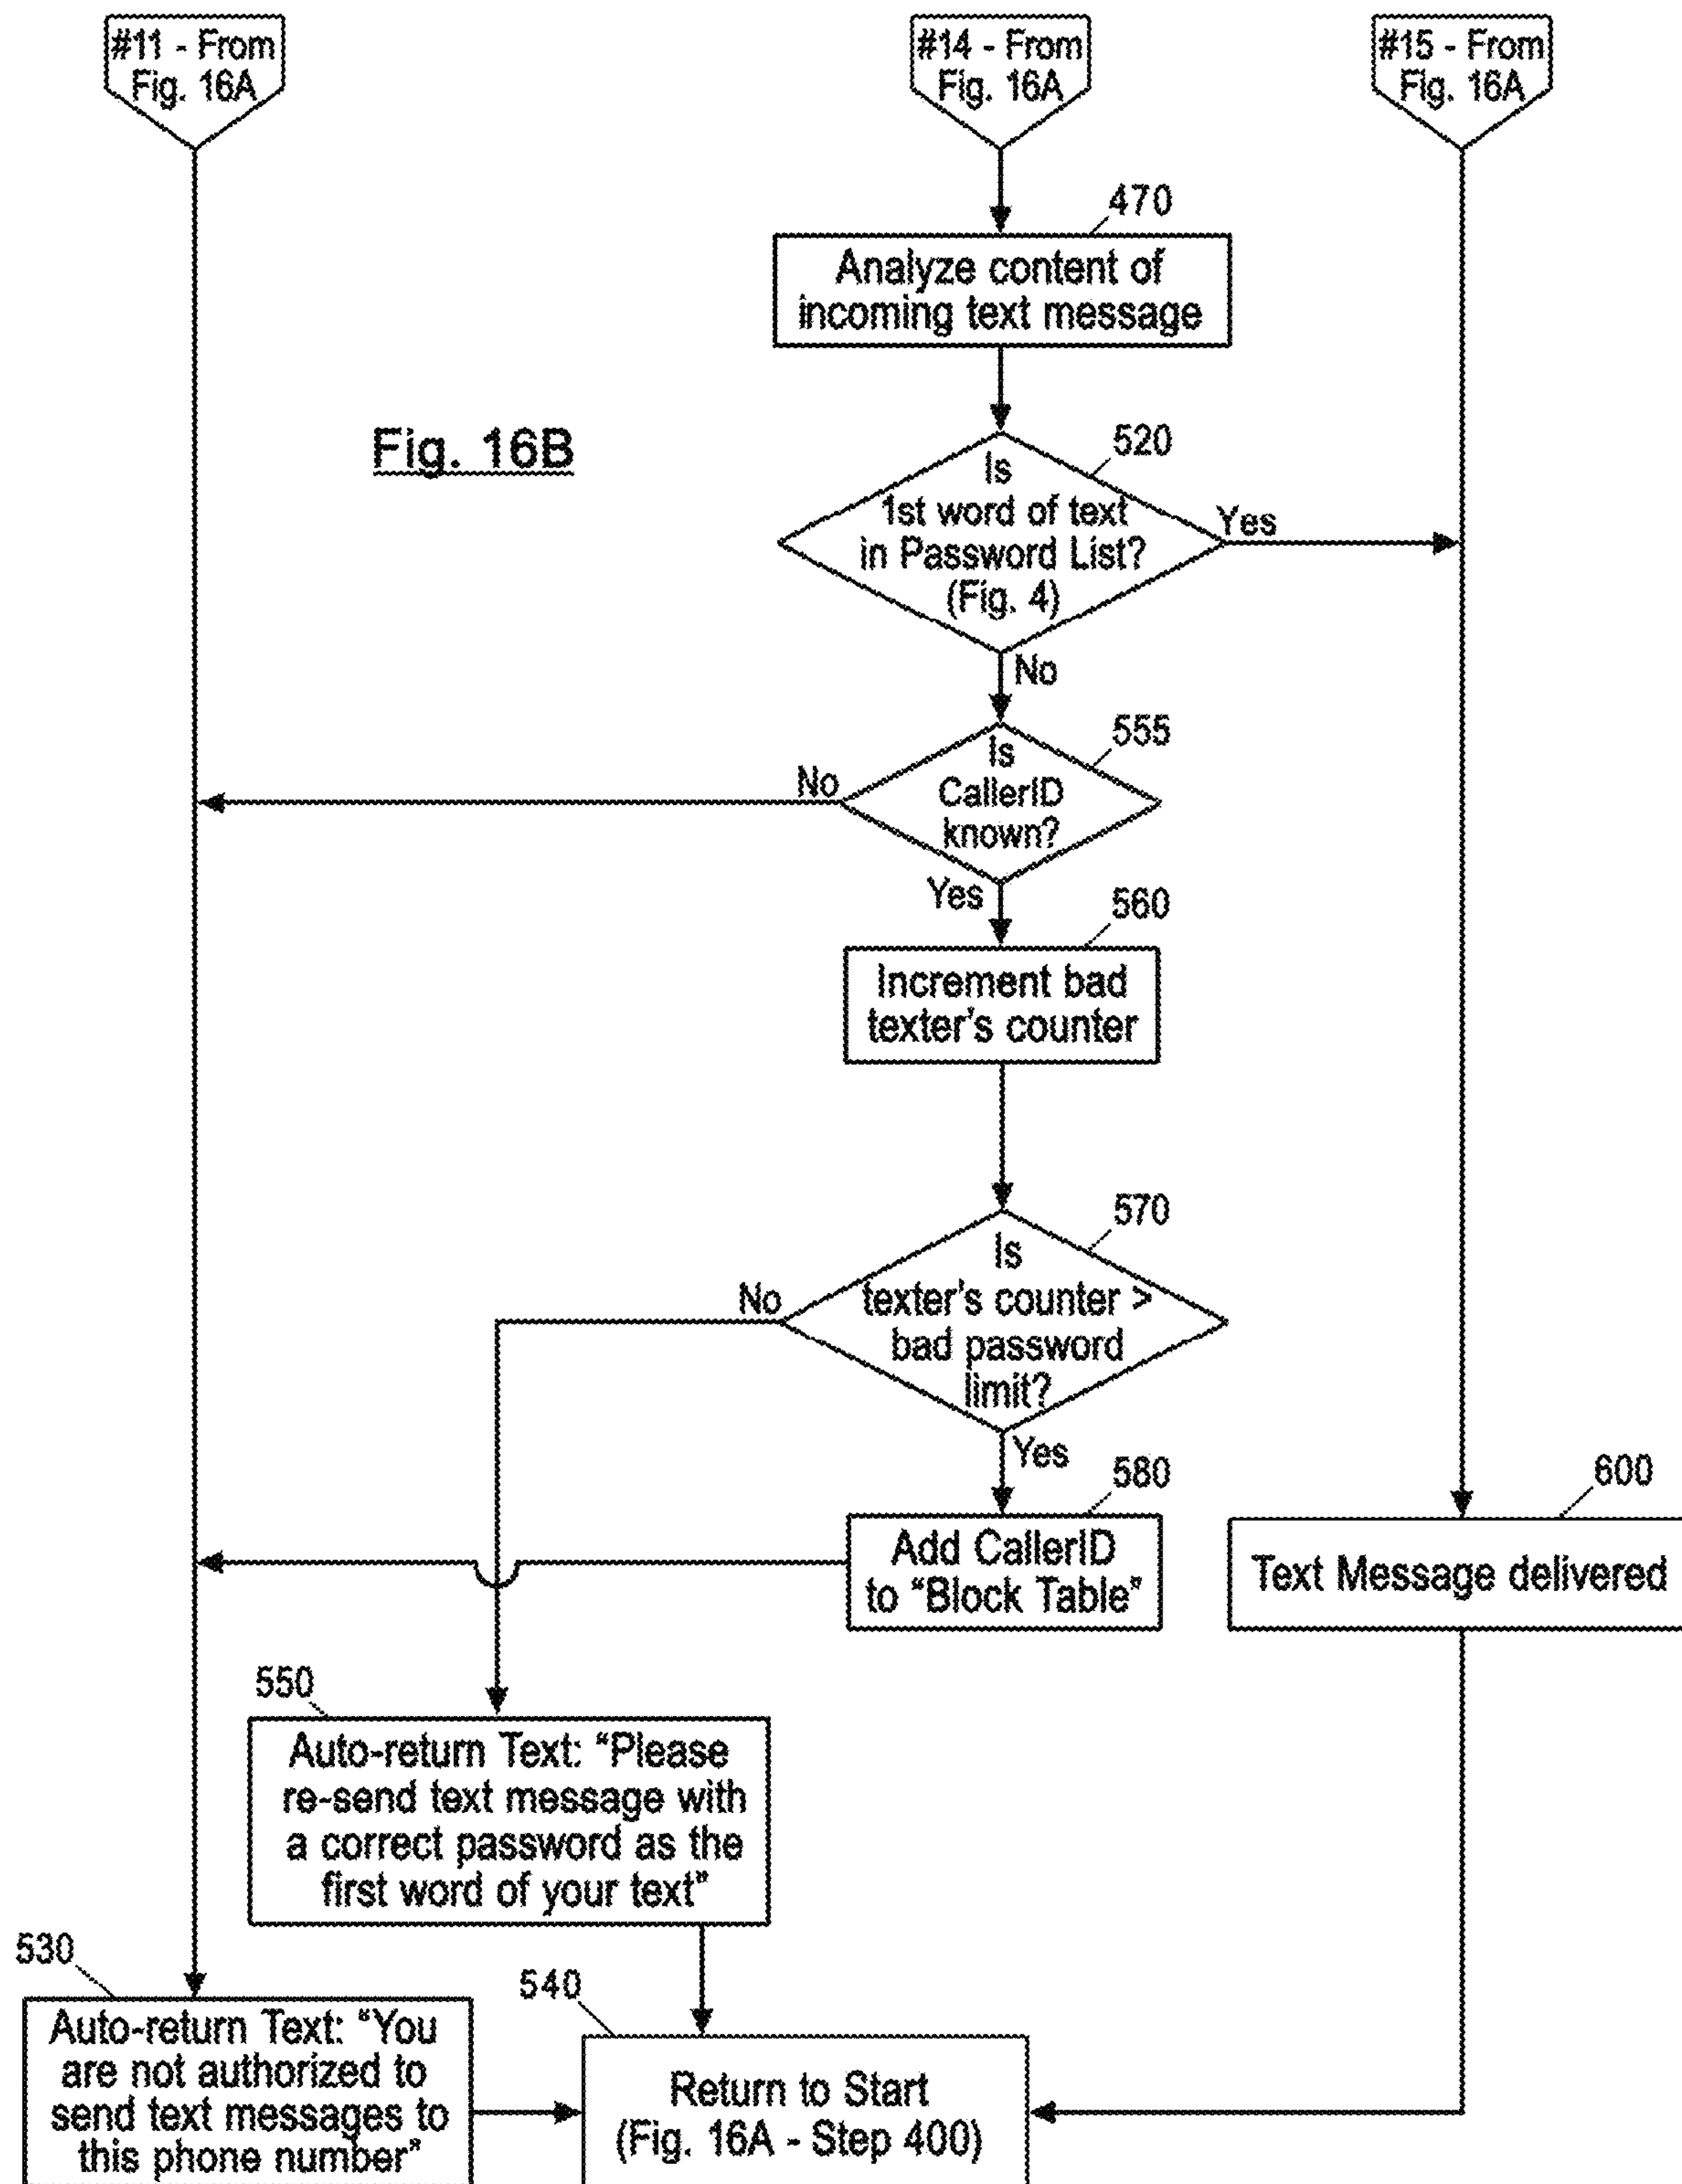 #11 - From
Fig. 16A
#14 - From
Fig. 16A
#15 - From
Fig. 16A
470
Analyze content of
incoming text message
Fig. 16B
520
Is
1st word of text
in Password List?
(Fig. 4)
Yes
No
555
Is
CallerID
known?
No
Yes
560
Increment bad
texter's counter
570
Is
texter's counter >
bad password
limit?
No
Yes
580
Add CallerID
to “Block Table”
600
Text Message delivered
550
Auto-return Text: “Please
re-send text message with
a correct password as the
first word of your text”
530
Auto-return Text: “You
are not authorized to
send text messages to
this phone number”
540
Return to Start
(Fig. 16A - Step 400)